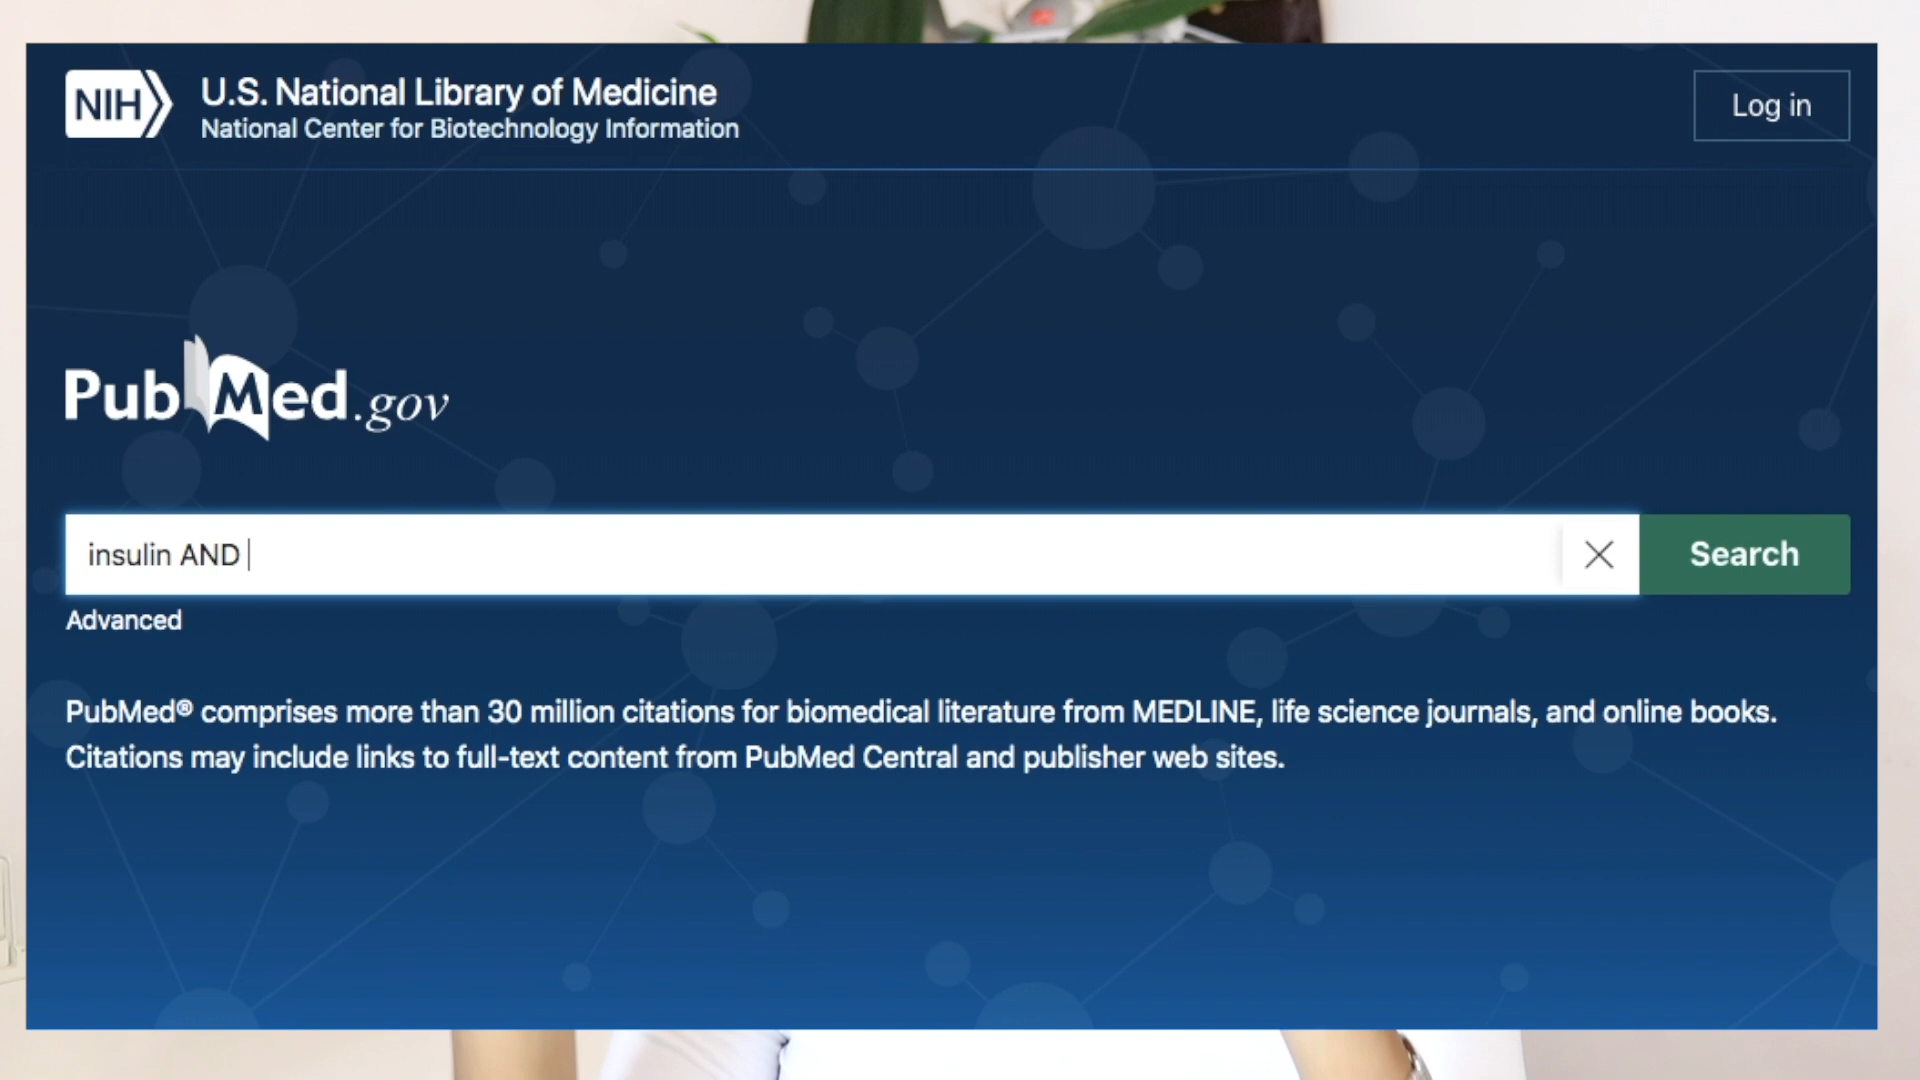 NIH
U.S. National Library of Medicine
National Center for Biotechnology Information
Log in
PubMed.gov
insulin AND
Search
Advanced
PubMed® comprises more than 30 million citations for biomedical literature from MEDLINE, life science journals, and online books.
Citations may include links to full-text content from PubMed Central and publisher web sites.